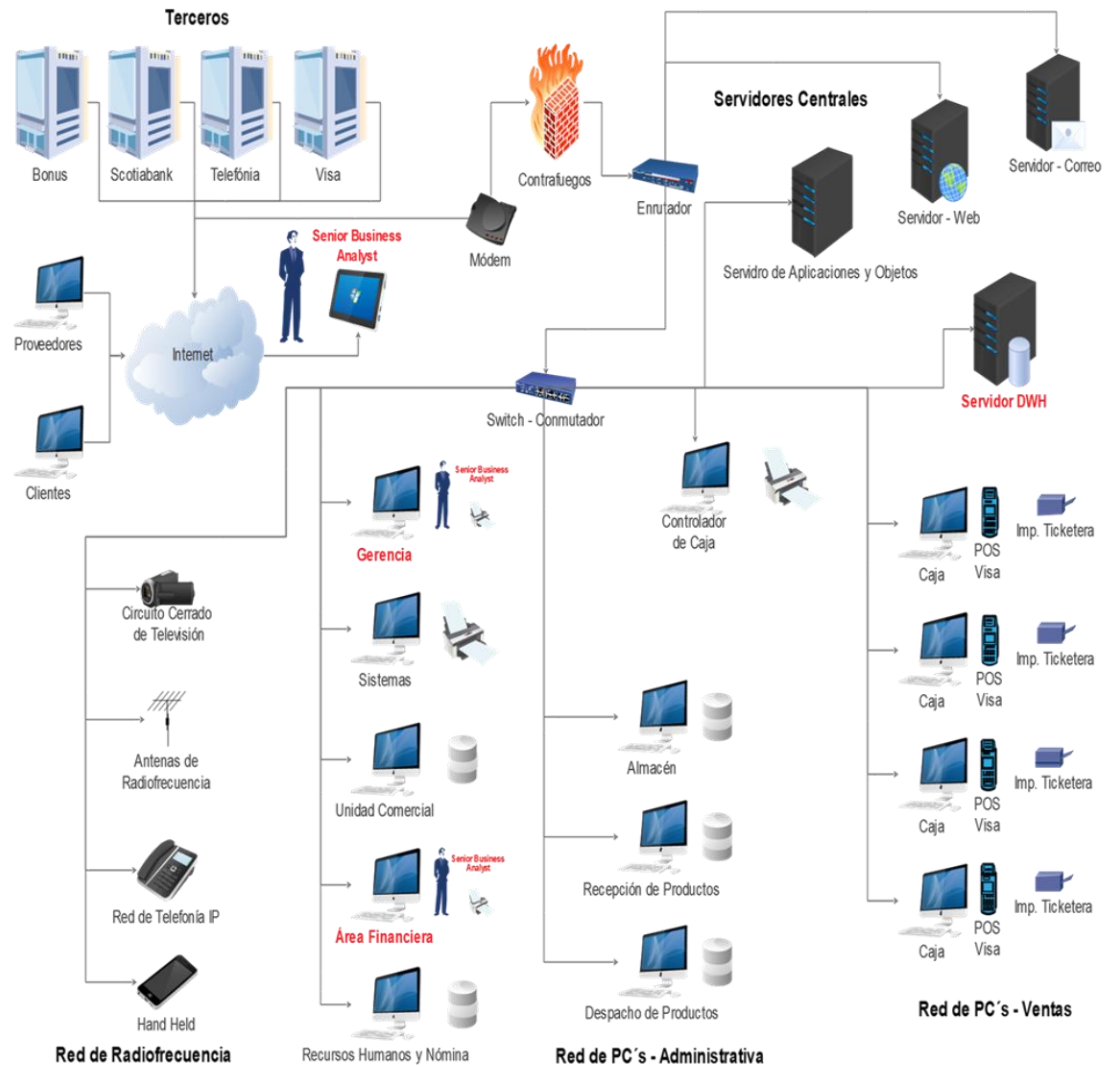 Terceros
Bonus
Scotiabank
Telefónia
Visa
Contrafuegos
Enrutador
Módem
Servidores Centrales
Servidor - Correo
Servidor - Web
Servidro de Aplicaciones y Objetos
Senior Business
Analyst
Proveedores
Internet
Clientes
Switch - Conmutador
Servidor DWH
Senior Business
Analyst
Gerencia
Controlador
de Caja
Caja
POS
Visa
Imp. Ticketera
Circuito Cerrado
de Televisión
Sistemas
Caja
POS
Visa
Imp. Ticketera
Antenas de
Radiofrecuencia
Unidad Comercial
Almacén
Caja
POS
Visa
Imp. Ticketera
Red de Telefonía IP
Senior Business
Analyst
Área Financiera
Recepción de Productos
Caja
POS
Visa
Imp. Ticketera
Hand Held
Recursos Humanos y Nómina
Despacho de Productos
Red de Radiofrecuencia
Red de PC´s - Administrativa
Red de PC´s - Ventas